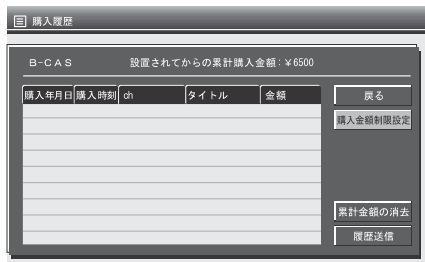 購入履歴
B-CAS 設置されてからの累計購入金額:¥6500
購入年月日 購入時刻 ch タイトル 金額
戻る
購入金額制限設定
累計金額の消去
履歴送信